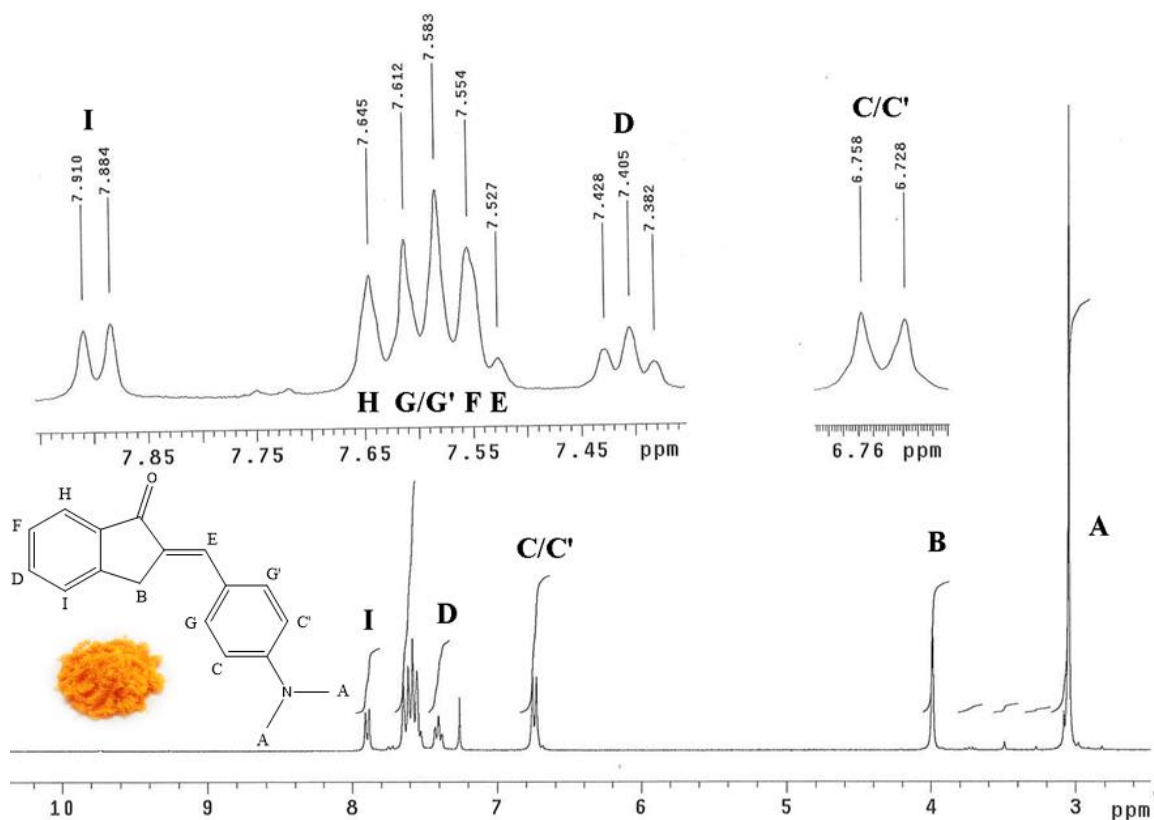 I
7.910
7.884
7.645
7.612
7.583
7.554
7.527
D
7.428
7.405
7.382
C/C'
6.758
6.728
H G/G' F E
7.85 7.75 7.65 7.55 7.45 ppm
6.76 ppm
O
H
F
D
I
B
E
G'
G
C'
C
N
A
A
I
D
C/C'
B
A
10 9 8 7 6 5 4 3 ppm